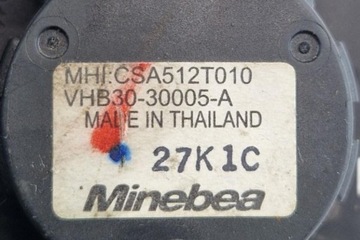 MHI:CSA512T010
VHB30-30005-A
MADE IN THAILAND
27K1C
Minebea